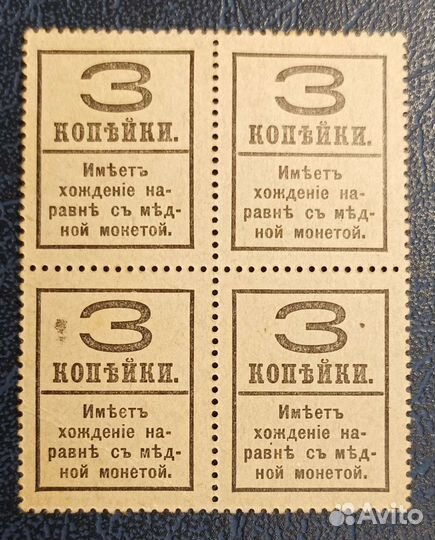 3
КОПѢЙКИ.
Имѣетъ
хожденіе на-
равнѣ съ мѣд-
ной монетой.
3
КОПѢЙКИ.
Имѣетъ
хожденіе на-
равнѣ съ мѣд-
ной монетой.
3
КОПѢЙКИ.
Имѣетъ
хожденіе на-
равнѣ съ мѣд-
ной монетой.
3
КОПѢЙКИ.
Имѣетъ
хожденіе на-
равнѣ съ мѣд-
ной монетой.
Avito